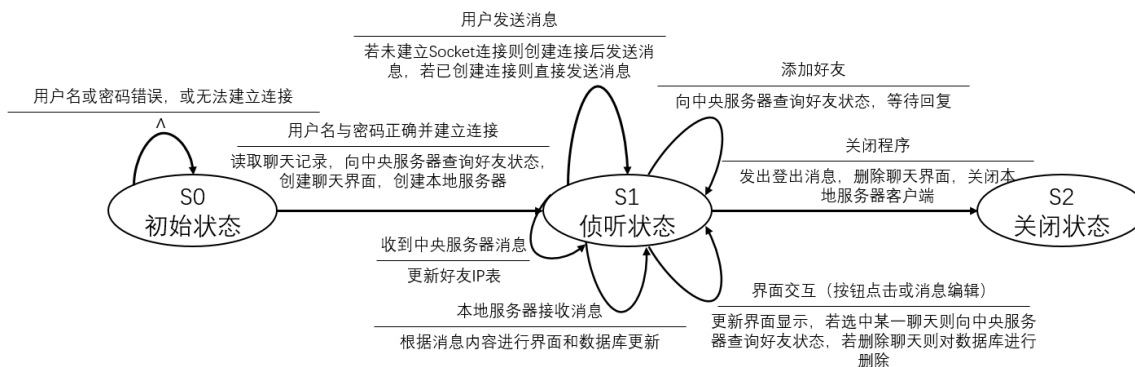 用户发送消息
若未建立Socket连接则创建连接后发送消
息，若已创建连接则直接发送消息
添加好友
向中央服务器查询好友状态，等待回复
用户名或密码错误，或无法建立连接
^
用户名与密码正确并建立连接
读取聊天记录，向中央服务器查询好友状态，
创建聊天界面，创建本地服务器
关闭程序
发出登出消息，删除聊天界面，关闭本
地服务器客户端
S0
初始状态
S1
侦听状态
S2
关闭状态
收到中央服务器消息
更新好友IP表
本地服务器接收消息
根据消息内容进行界面和数据库更新
界面交互（按钮点击或消息编辑）
更新界面显示，若选中某一聊天则向中央服务
器查询好友状态，若删除聊天则对数据库进行
删除